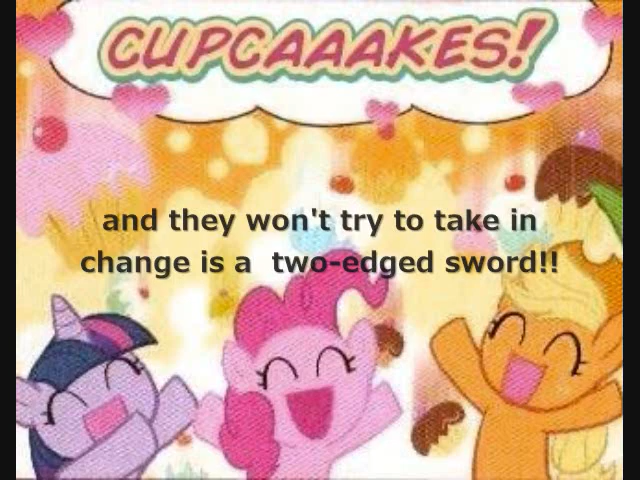 CUPCAAAKES!
and they won't try to take in
change is a  two-edged sword!!